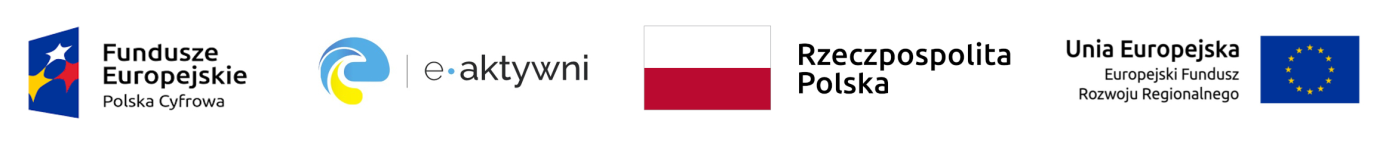 Fundusze
Europejskie
Polska Cyfrowa
e·aktywni
Rzeczpospolita
Polska
Unia Europejska
Europejski Fundusz
Rozwoju Regionalnego